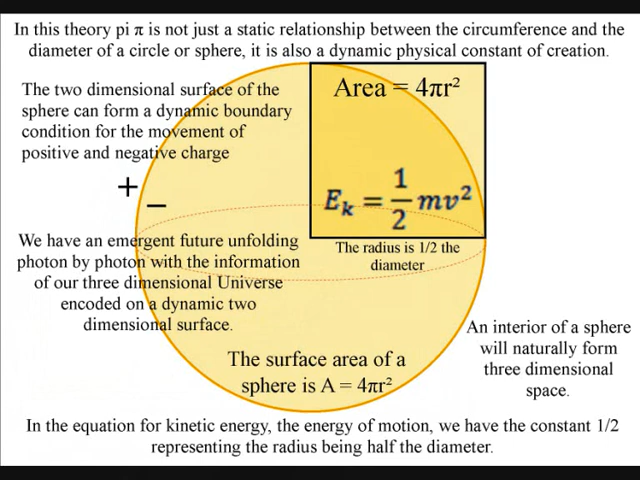 In this theory pi π is not just a static relationship between the circumference and the
diameter of a circle or sphere, it is also a dynamic physical constant of creation.
The two dimensional surface of the
sphere can form a dynamic boundary
condition for the movement of
positive and negative charge
+ −
Area = 4πr²
Eₖ = 1/2 mv²
The radius is 1/2 the
diameter
We have an emergent future unfolding
photon by photon with the information
of our three dimensional Universe
encoded on a dynamic two
dimensional surface.
An interior of a sphere
will naturally form
three dimensional
space.
The surface area of a
sphere is A = 4πr²
In the equation for kinetic energy, the energy of motion, we have the constant 1/2
representing the radius being half the diameter.